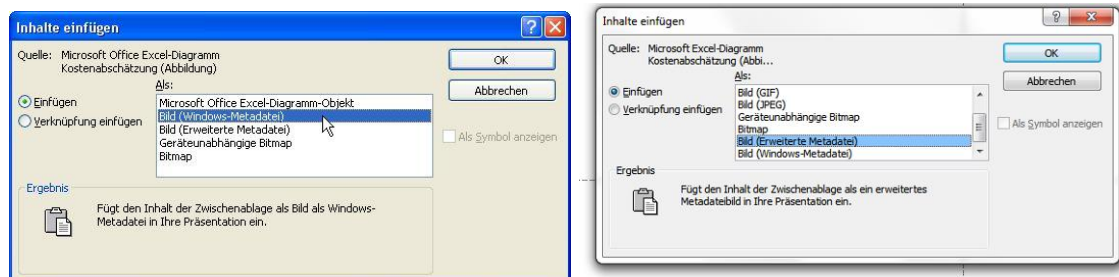 Inhalte einfügen
Quelle: Microsoft Office Excel-Diagramm
Kostenabschätzung (Abbildung)
Als:
Einfügen
Verknüpfung einfügen
Microsoft Office Excel-Diagramm-Objekt
Bild (Windows-Metadatei)
Bild (Erweiterte Metadatei)
Geräteunabhängige Bitmap
Bitmap
OK
Abbrechen
Als Symbol anzeigen
Ergebnis
Fügt den Inhalt der Zwischenablage als Bild als Windows-
Metadatei in Ihre Präsentation ein.
Inhalte einfügen
Quelle: Microsoft Excel-Diagramm
Kostenabschätzung (Abbi...
Als:
Einfügen
Verknüpfung einfügen
Bild (GIF)
Bild (JPEG)
Geräteunabhängige Bitmap
Bitmap
Bild (Erweiterte Metadatei)
Bild (Windows-Metadatei)
OK
Abbrechen
Als Symbol anzeigen
Ergebnis
Fügt den Inhalt der Zwischenablage als ein erweitertes
Metadateibild in Ihre Präsentation ein.